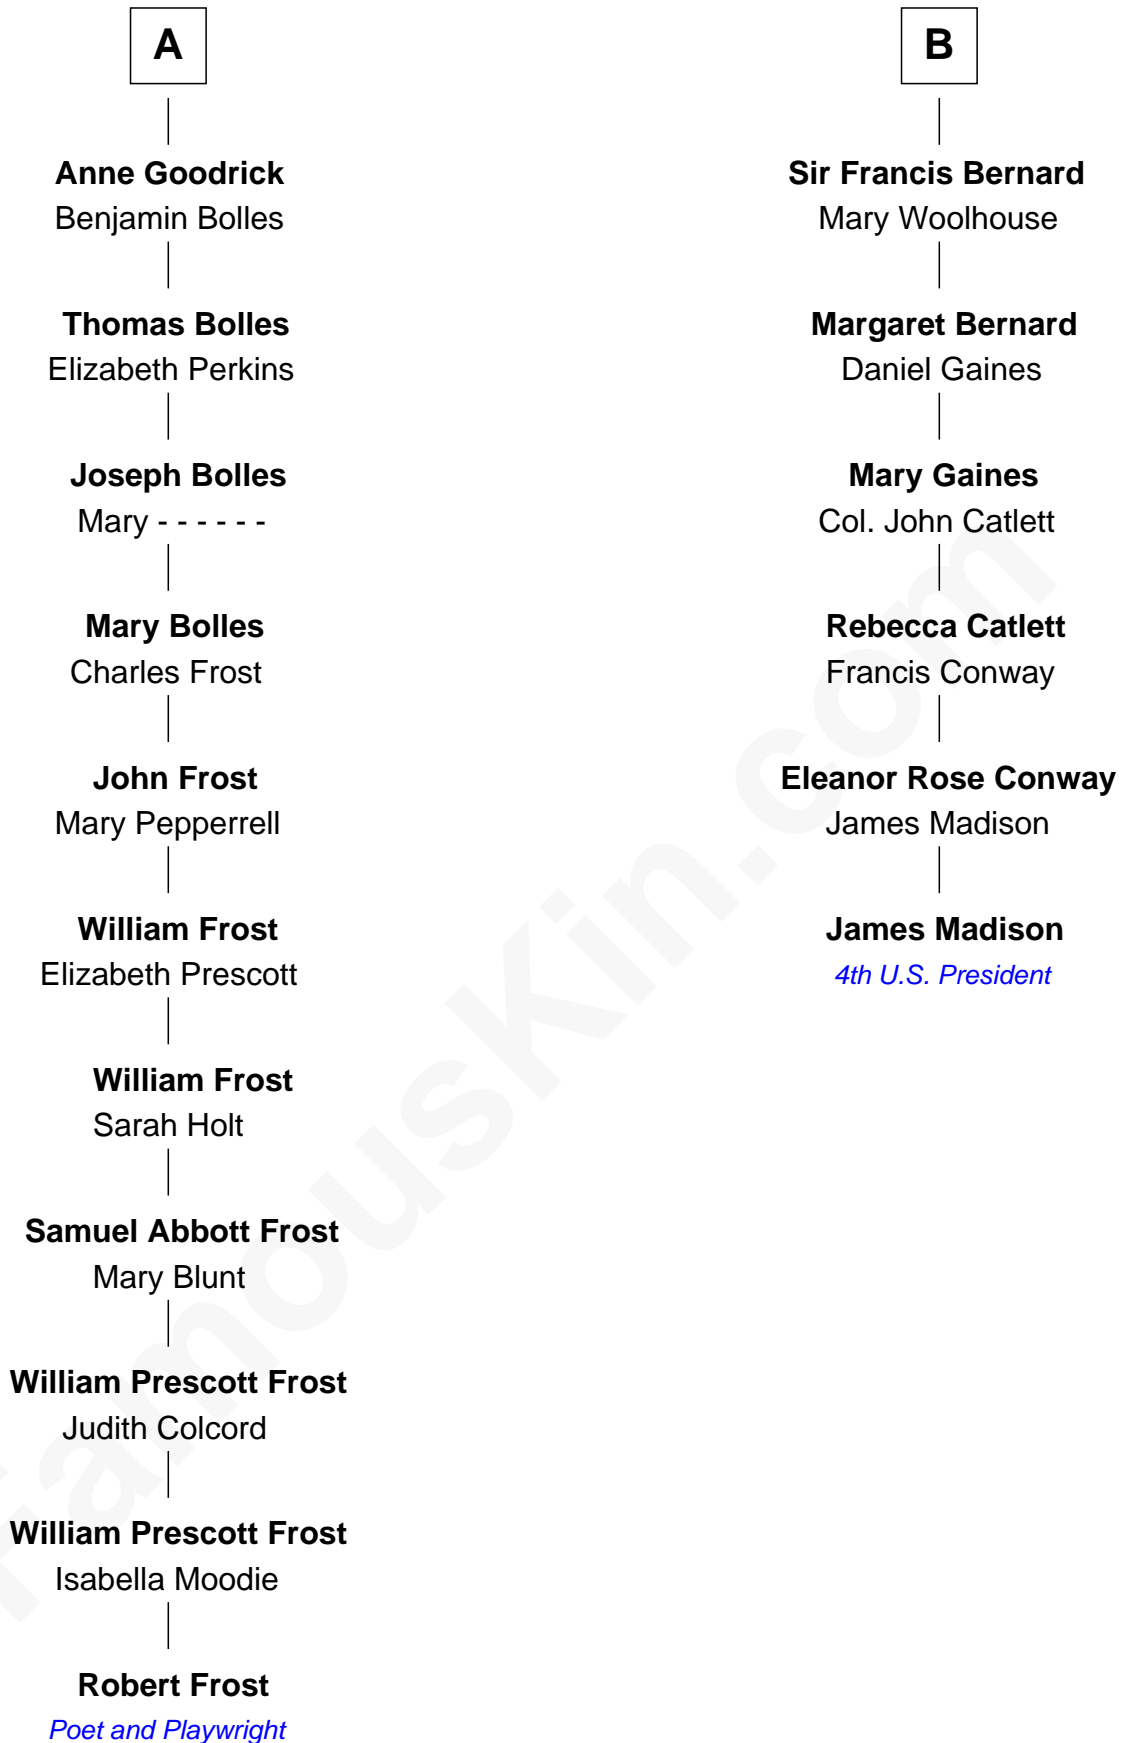 A
Anne Goodrick
Benjamin Bolles
Thomas Bolles
Elizabeth Perkins
Joseph Bolles
Mary - - - - - -
Mary Bolles
Charles Frost
John Frost
Mary Pepperrell
William Frost
Elizabeth Prescott
William Frost
Sarah Holt
Samuel Abbott Frost
Mary Blunt
William Prescott Frost
Judith Colcord
William Prescott Frost
Isabella Moodie
Robert Frost
Poet and Playwright
B
Sir Francis Bernard
Mary Woolhouse
Margaret Bernard
Daniel Gaines
Mary Gaines
Col. John Catlett
Rebecca Catlett
Francis Conway
Eleanor Rose Conway
James Madison
James Madison
4th U.S. President
FamousKin.com